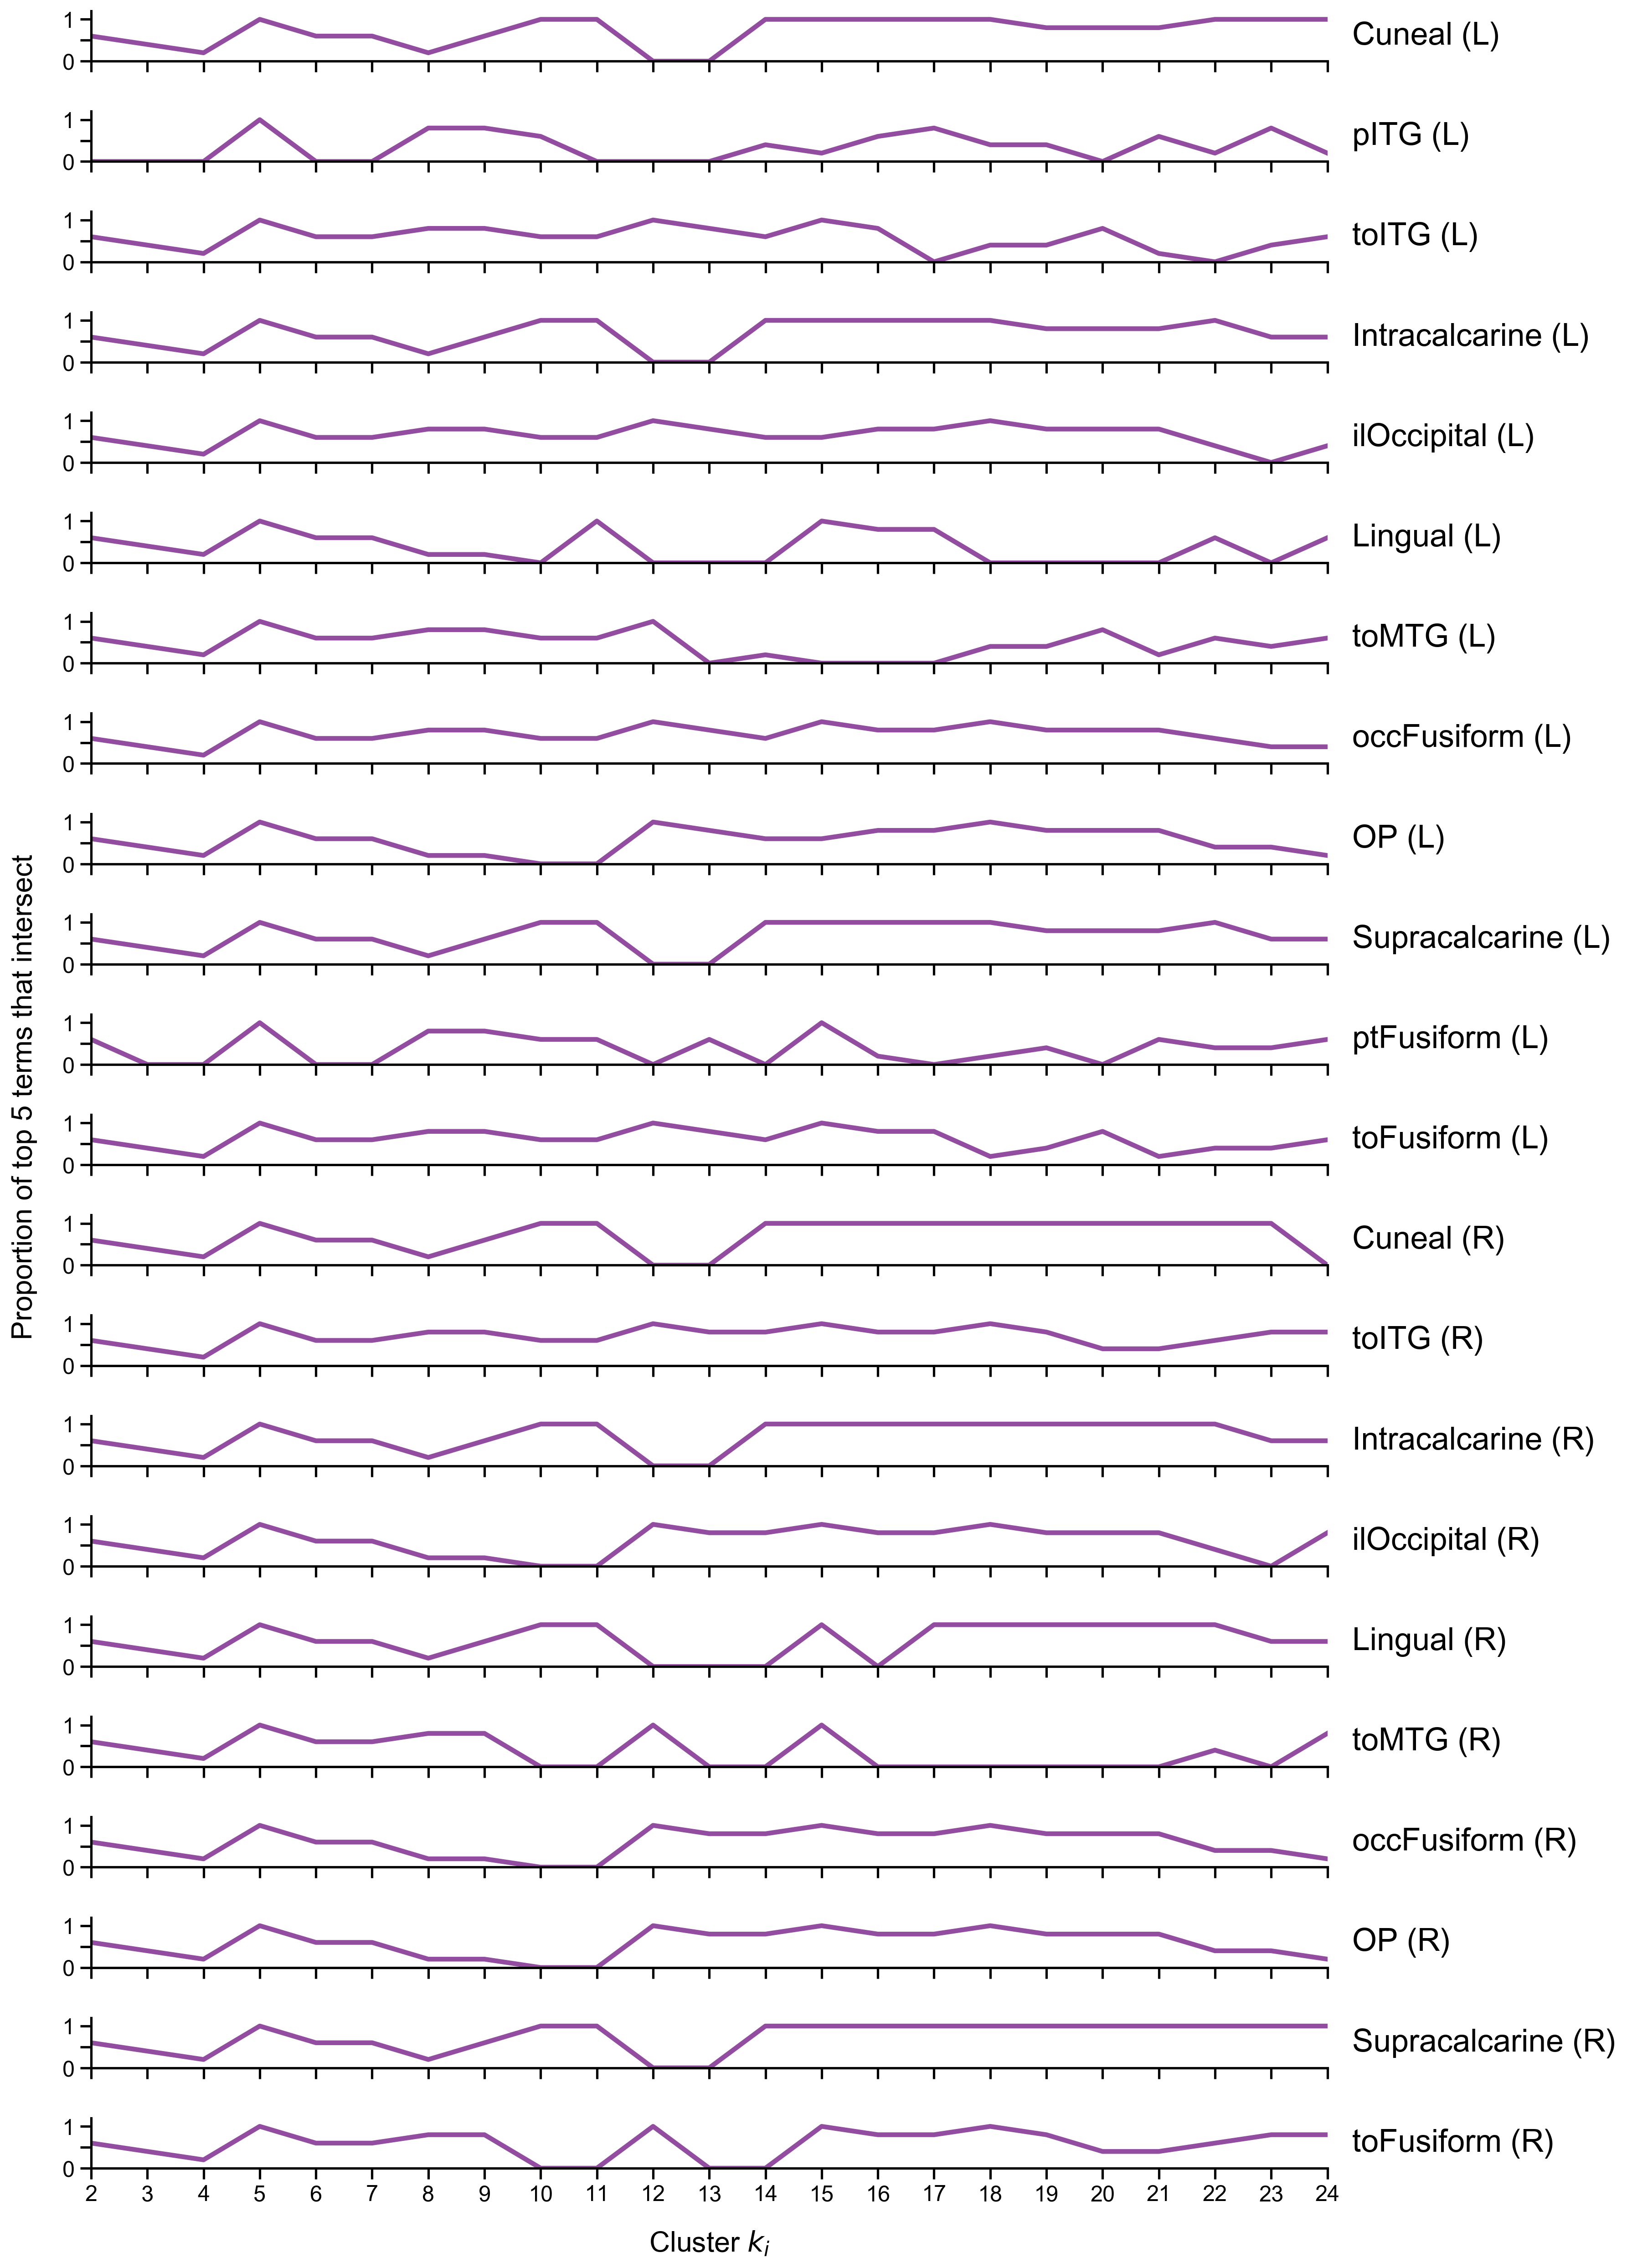 1
0
Cuneal (L)
1
0
pITG (L)
1
0
toITG (L)
1
0
Intracalcarine (L)
1
0
ilOccipital (L)
1
0
Lingual (L)
1
0
toMTG (L)
1
0
occFusiform (L)
1
0
OP (L)
1
0
Supracalcarine (L)
1
0
ptFusiform (L)
1
0
toFusiform (L)
1
0
Cuneal (R)
1
0
toITG (R)
1
0
Intracalcarine (R)
1
0
ilOccipital (R)
1
0
Lingual (R)
1
0
toMTG (R)
1
0
occFusiform (R)
1
0
OP (R)
1
0
Supracalcarine (R)
1
0
toFusiform (R)
2 3 4 5 6 7 8 9 10 11 12 13 14 15 16 17 18 19 20 21 22 23 24
Cluster k_i
Proportion of top 5 terms that intersect